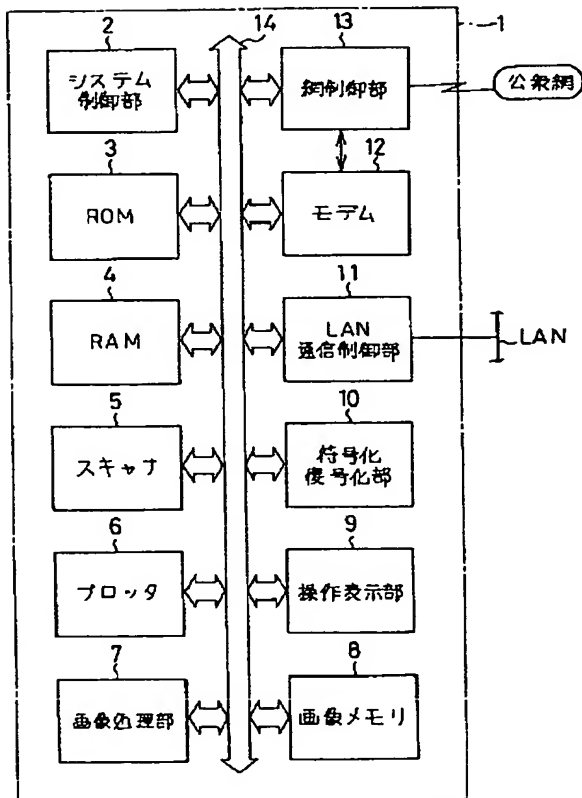 2
14
13
1
システム
制御部
網制御部
公衆網
3
12
ROM
モデム
4
11
RAM
LAN
通信制御部
LAN
5
10
スキャナ
符号化
復号化部
6
9
プロッタ
操作表示部
7
8
画像処理部
画像メモリ